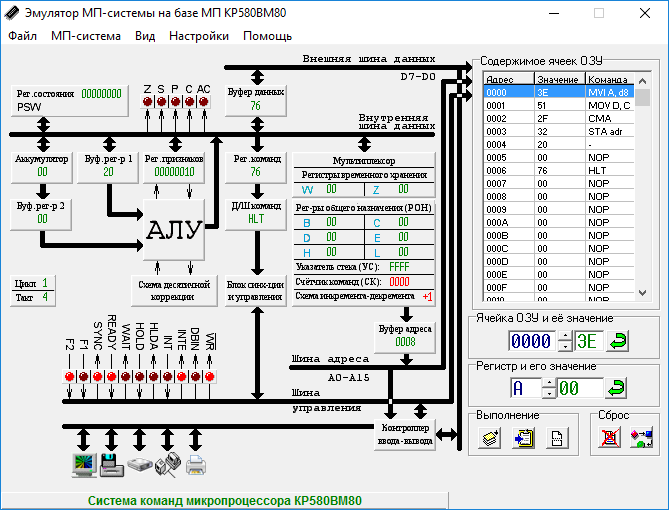 Эмулятор МП-системы на базе МП КР580ВМ80
Файл МП-система Вид Настройки Помощь
Внешняя шина данных
D7-D0
Рег.состояния 00000000
PSW
Z S P C AC
Буфер данных
76
Внутренняя шина данных
Аккумулятор
00
Буф.рег-р 1
20
Рег.признаков
00000010
Рег.команд
76
Мультиплексор
Регистры временного хранения
W 00 Z 00
Буф.рег-р 2
00
АЛУ
Д/Ш команд
HLT
Рег-ры общего назначения (РОН)
B 00 C 00
D 00 E 00
H 00 L 00
Указатель стека (УС): FFFF
Счётчик команд (СК): 0000
Схема инкремента-декремента +1
Цикл 1
Такт 4
Схема десятичной коррекции
Блок синх-ции и управления
Буфер адреса
0008
F2 F1 SYNC READY WAIT HOLD HLDA INT INTE DBIN WR
Шина адреса
A0-A15
Шина управления
Контроллер ввода-вывода
Система команд микропроцессора КР580ВМ80
Содержимое ячеек ОЗУ
Адрес Значение Команда
0000 3E MVI A, d8
0001 51 MOV D, C
0002 2F CMA
0003 32 STA adr
0004 20 -
0005 00 NOP
0006 76 HLT
0007 00 NOP
0008 00 NOP
0009 00 NOP
000A 00 NOP
000B 00 NOP
000C 00 NOP
000D 00 NOP
000E 00 NOP
000F 00 NOP
0010 00 NOP
Ячейка ОЗУ и её значение
0000 3E
Регистр и его значение
A 00
Выполнение
Сброс